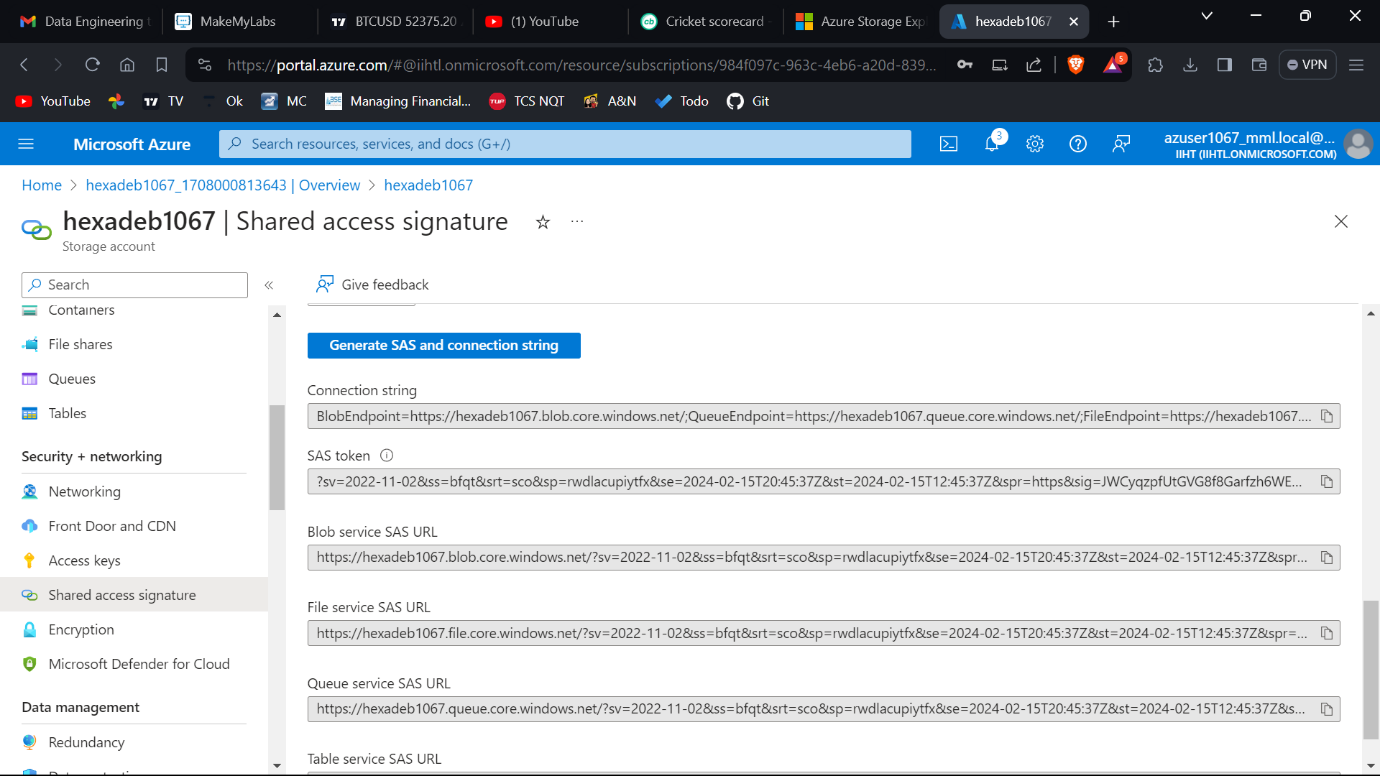 Data Engineering t
MakeMyLabs
BTCUSD 52375.20
(1) YouTube
Cricket scorecard
Azure Storage Exp
hexadeb1067
https://portal.azure.com/#@iihtl.onmicrosoft.com/resource/subscriptions/984f097c-963c-4eb6-a20d-839...
5
VPN
YouTube
TV
Ok
MC
Managing Financial...
TCS NQT
A&N
Todo
Git
Microsoft Azure
Search resources, services, and docs (G+/)
3
azuser1067_mml.local@...
IIHT (IIHTL.ONMICROSOFT.COM)
Home > hexadeb1067_1708000813643 | Overview > hexadeb1067
hexadeb1067 | Shared access signature
Storage account
Search
Give feedback
Containers
File shares
Queues
Tables
Security + networking
Networking
Front Door and CDN
Access keys
Shared access signature
Encryption
Microsoft Defender for Cloud
Data management
Redundancy
Generate SAS and connection string
Connection string
BlobEndpoint=https://hexadeb1067.blob.core.windows.net/;QueueEndpoint=https://hexadeb1067.queue.core.windows.net/;FileEndpoint=https://hexadeb1067....
SAS token
?sv=2022-11-02&ss=bfqt&srt=sco&sp=rwdlacupiytfx&se=2024-02-15T20:45:37Z&st=2024-02-15T12:45:37Z&spr=https&sig=JWCyqzpfUtGVG8f8Garfzh6WE...
Blob service SAS URL
https://hexadeb1067.blob.core.windows.net/?sv=2022-11-02&ss=bfqt&srt=sco&sp=rwdlacupiytfx&se=2024-02-15T20:45:37Z&st=2024-02-15T12:45:37Z&spr...
File service SAS URL
https://hexadeb1067.file.core.windows.net/?sv=2022-11-02&ss=bfqt&srt=sco&sp=rwdlacupiytfx&se=2024-02-15T20:45:37Z&st=2024-02-15T12:45:37Z&spr=...
Queue service SAS URL
https://hexadeb1067.queue.core.windows.net/?sv=2022-11-02&ss=bfqt&srt=sco&sp=rwdlacupiytfx&se=2024-02-15T20:45:37Z&st=2024-02-15T12:45:37Z&s...
Table service SAS URL